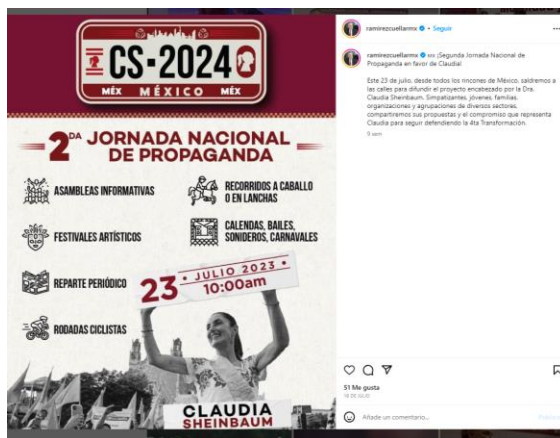 CS-2024
MÉX MÉXICO MÉX
2DA JORNADA NACIONAL
DE PROPAGANDA
ASAMBLEAS INFORMATIVAS
RECORRIDOS A CABALLO
O EN LANCHAS
FESTIVALES ARTÍSTICOS
CALENDAS, BAILES,
SONIDEROS, CARNAVALES
REPARTE PERIÓDICO
23 • JULIO 2023 •
10:00am
RODADAS CICLISTAS
CLAUDIA
SHEINBAUM
ramirezcuellarmx • Seguir
ramirezcuellarmx ¡Segunda Jornada Nacional de
Propaganda en favor de Claudia!
Este 23 de julio, desde todos los rincones de México, saldremos a
las calles para difundir el proyecto encabezado por la Dra.
Claudia Sheinbaum. Simpatizantes, jóvenes, familias,
organizaciones y agrupaciones de diversos sectores,
compartiremos sus propuestas y el compromiso que representa
Claudia para seguir defendiendo la 4ta Transformación.
9 sem
51 Me gusta
18 DE JULIO
Añade un comentario...